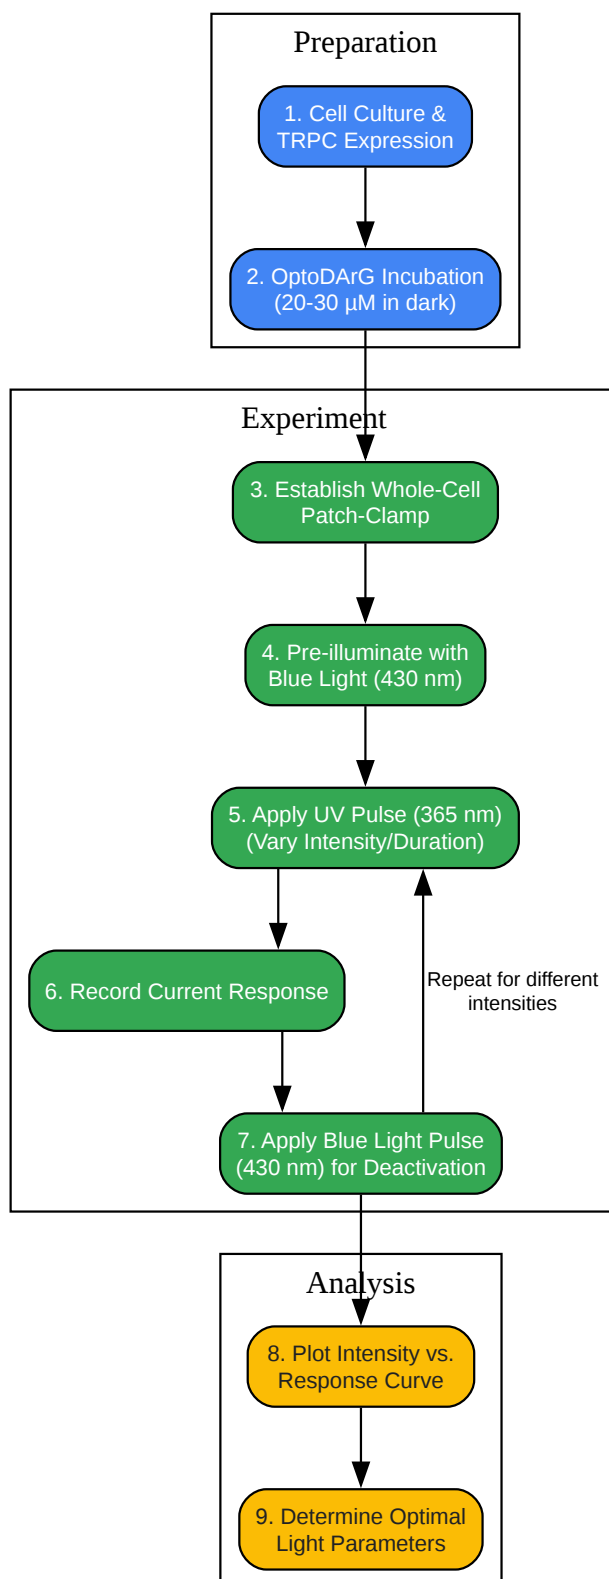 Preparation
1. Cell Culture &
TRPC Expression
2. OptoDArG Incubation
(20-30 µM in dark)
Experiment
3. Establish Whole-Cell
Patch-Clamp
4. Pre-illuminate with
Blue Light (430 nm)
5. Apply UV Pulse (365 nm)
(Vary Intensity/Duration)
6. Record Current Response
Repeat for different
intensities
7. Apply Blue Light Pulse
(430 nm) for Deactivation
Analysis
8. Plot Intensity vs.
Response Curve
9. Determine Optimal
Light Parameters